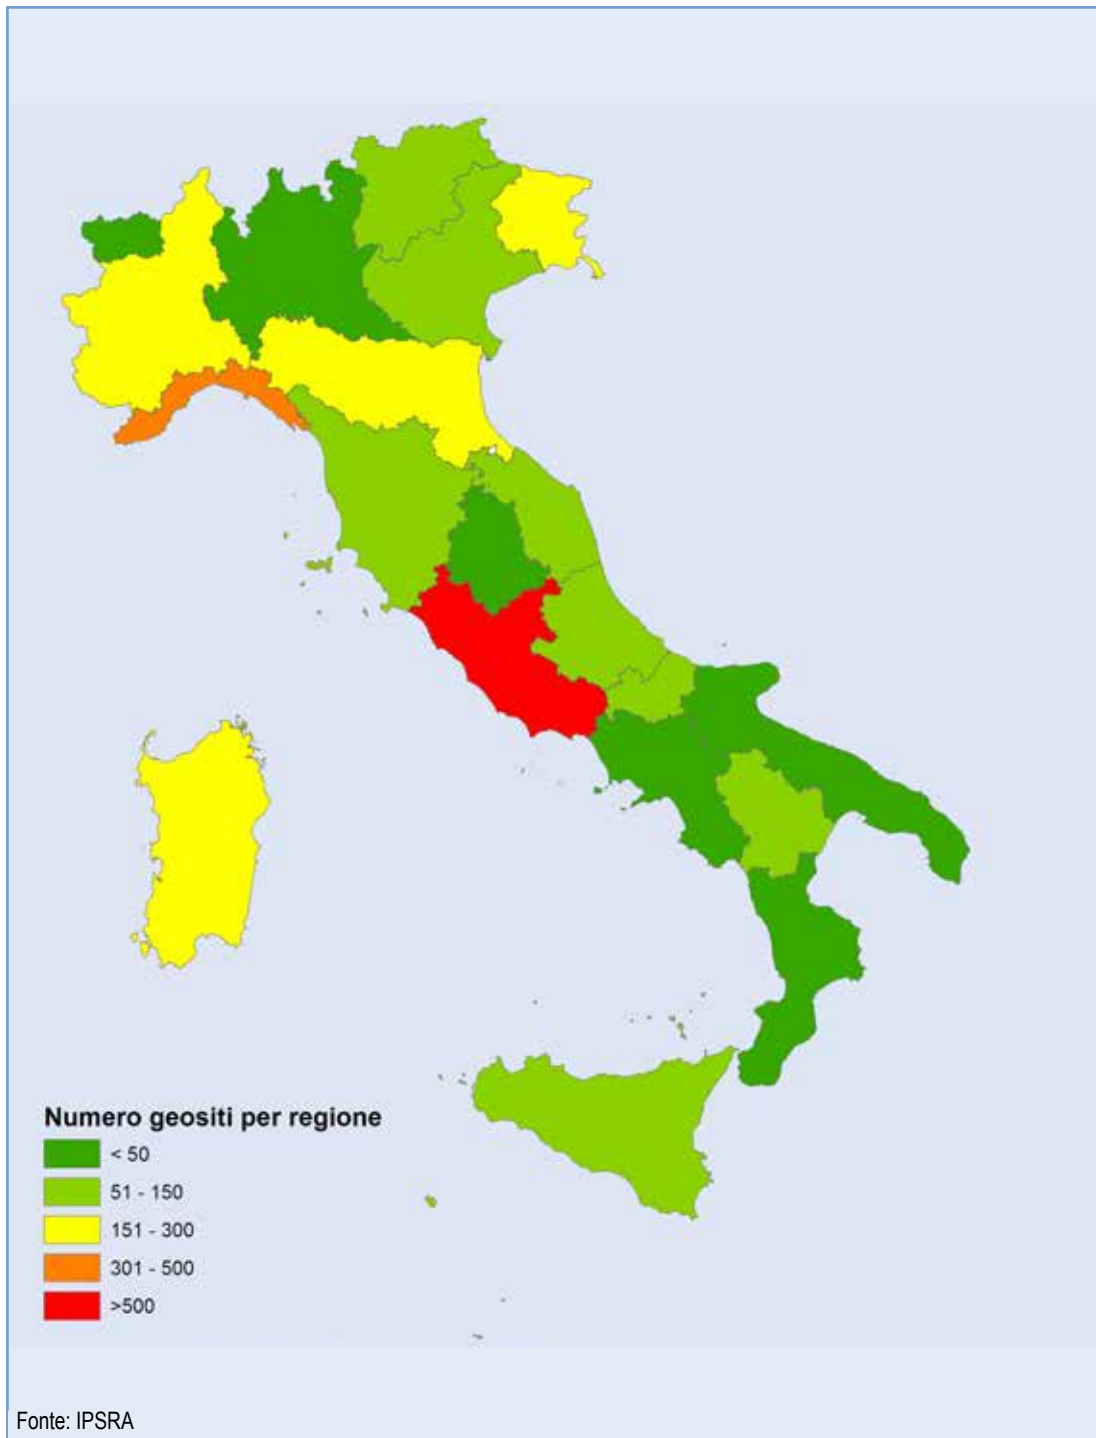 Numero geositi per regione
< 50
51 - 150
151 - 300
301 - 500
>500
Fonte: IPSRA